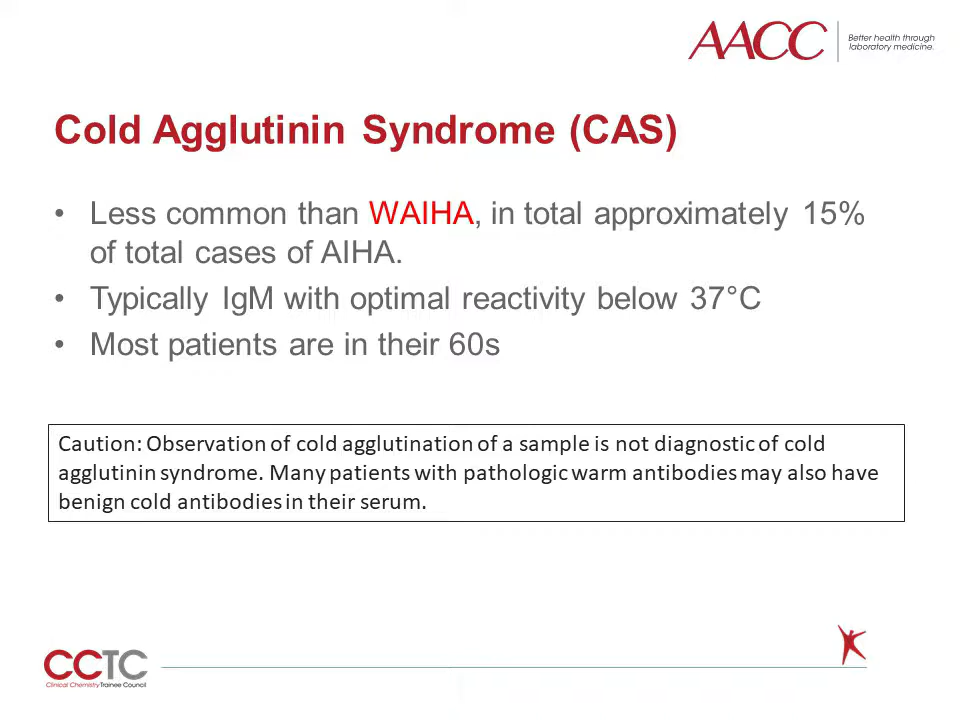 AACC
Better health through
laboratory medicine.
Cold Agglutinin Syndrome (CAS)
• Less common than WAIHA, in total approximately 15%
of total cases of AIHA.
• Typically IgM with optimal reactivity below 37°C
• Most patients are in their 60s
Caution: Observation of cold agglutination of a sample is not diagnostic of cold
agglutinin syndrome. Many patients with pathologic warm antibodies may also have
benign cold antibodies in their serum.
CCTC
Clinical Chemistry Trainee Council